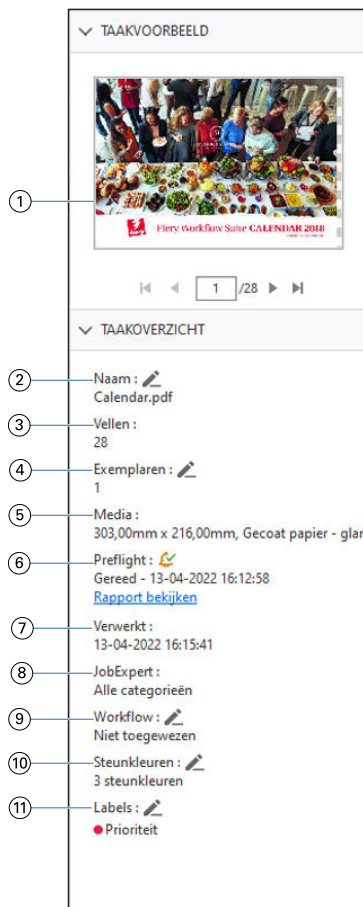 TAAKVOORBEELD
1
fiery Fiery Workflow Suite CALENDAR 2018
1 /28
TAAKOVERZICHT
2 Naam :
Calendar.pdf
3 Vellen :
28
4 Exemplaren :
1
5 Media :
303,00mm x 216,00mm, Gecoat papier - glan
6 Preflight :
Gereed - 13-04-2022 16:12:58
Rapport bekijken
7 Verwerkt :
13-04-2022 16:15:41
8 JobExpert :
Alle categorieën
9 Workflow :
Niet toegewezen
10 Steunkleuren :
3 steunkleuren
11 Labels :
Prioriteit